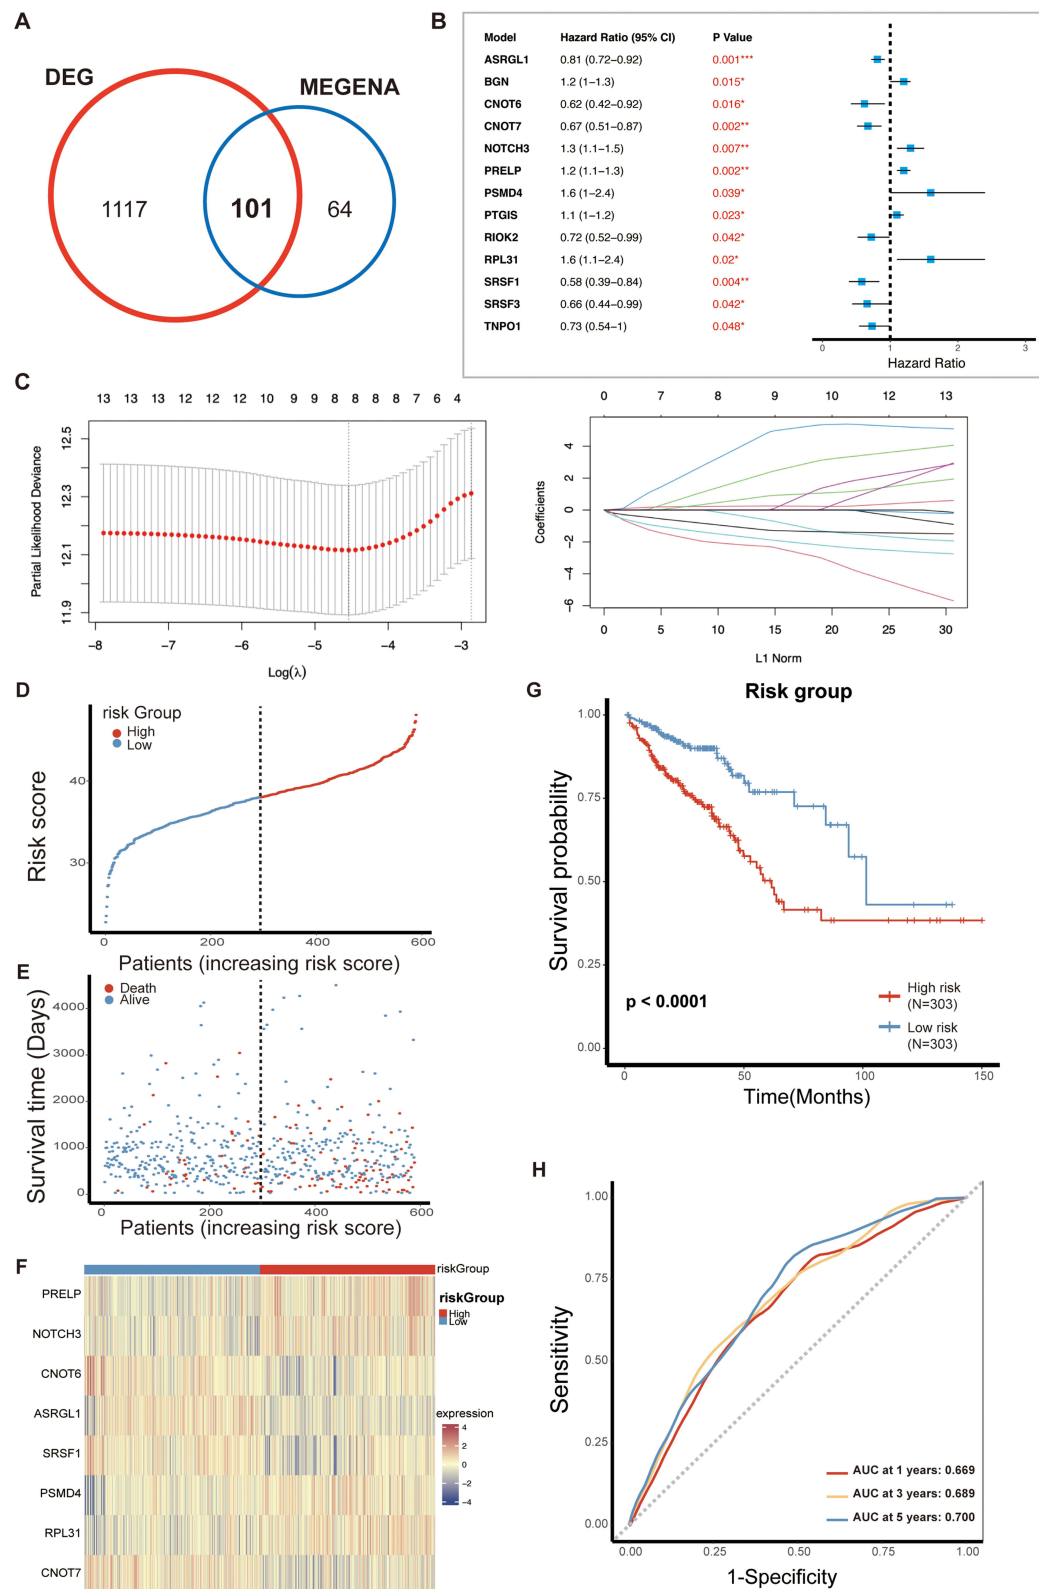 A
DEG
MEGENA
1117
101
64
B
Model Hazard Ratio (95% CI) P Value
ASRGL1 0.81 (0.72–0.92) 0.001***
BGN 1.2 (1–1.3) 0.015*
CNOT6 0.62 (0.42–0.92) 0.016*
CNOT7 0.67 (0.51–0.87) 0.002**
NOTCH3 1.3 (1.1–1.5) 0.007**
PRELP 1.2 (1.1–1.3) 0.002**
PSMD4 1.6 (1–2.4) 0.039*
PTGIS 1.1 (1–1.2) 0.023*
RIOK2 0.72 (0.52–0.99) 0.042*
RPL31 1.6 (1.1–2.4) 0.02*
SRSF1 0.58 (0.39–0.84) 0.004**
SRSF3 0.66 (0.44–0.99) 0.042*
TNPO1 0.73 (0.54–1) 0.048*
0 1 2 3
Hazard Ratio
C
13 13 13 12 12 12 10 9 9 8 8 8 8 7 6 4
Partial Likelihood Deviance
12.5
12.3
12.1
11.9
−8 −7 −6 −5 −4 −3
Log(λ)
0 7 8 9 10 12 13
Coefficients
4
2
0
−2
−4
−6
0 5 10 15 20 25 30
L1 Norm
D
risk Group
High
Low
Risk score
40
30
0 200 400 600
Patients (increasing risk score)
E
Death
Alive
Survival time (Days)
4000
3000
2000
1000
0
0 200 400 600
Patients (increasing risk score)
F
riskGroup
PRELP
NOTCH3
CNOT6
ASRGL1
SRSF1
PSMD4
RPL31
CNOT7
riskGroup
High
Low
expression
4
2
0
−2
−4
G
Risk group
Survival probability
1.00
0.75
0.50
0.25
0.00
p < 0.0001
High risk
(N=303)
Low risk
(N=303)
0 50 100 150
Time(Months)
H
Sensitivity
1.00
0.75
0.50
0.25
0.00
AUC at 1 years: 0.669
AUC at 3 years: 0.689
AUC at 5 years: 0.700
0.00 0.25 0.50 0.75 1.00
1-Specificity